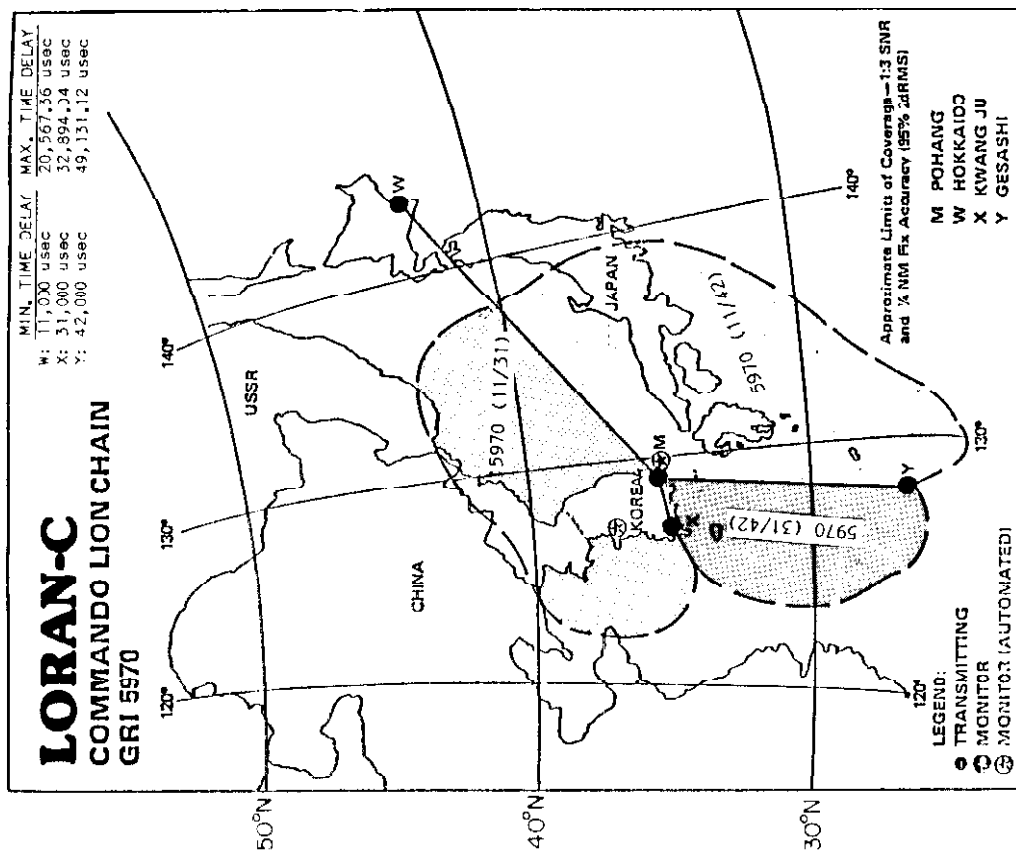 LORAN-C
COMMANDO LION CHAIN
GRI 5970
MIN. TIME DELAY MAX. TIME DELAY
W: 11,000 usec 20,567.36 usec
X: 31,000 usec 32,894.04 usec
Y: 42,000 usec 49,131.12 usec
120°
130°
140°
USSR
CHINA
50°N
40°N
30°N
W
5970 (11/31)
JAPAN
KOREA
M
X
5970 (11/42)
5970 (31/42)
Y
120°
130°
140°
LEGEND:
TRANSMITTING
MONITOR
MONITOR (AUTOMATED)
Approximate Limits of Coverage—1:3 SNR
and ¼ NM Fix Accuracy (95% 2dRMS)
M POHANG
W HOKKAIDO
X KWANG JU
Y GESASHI